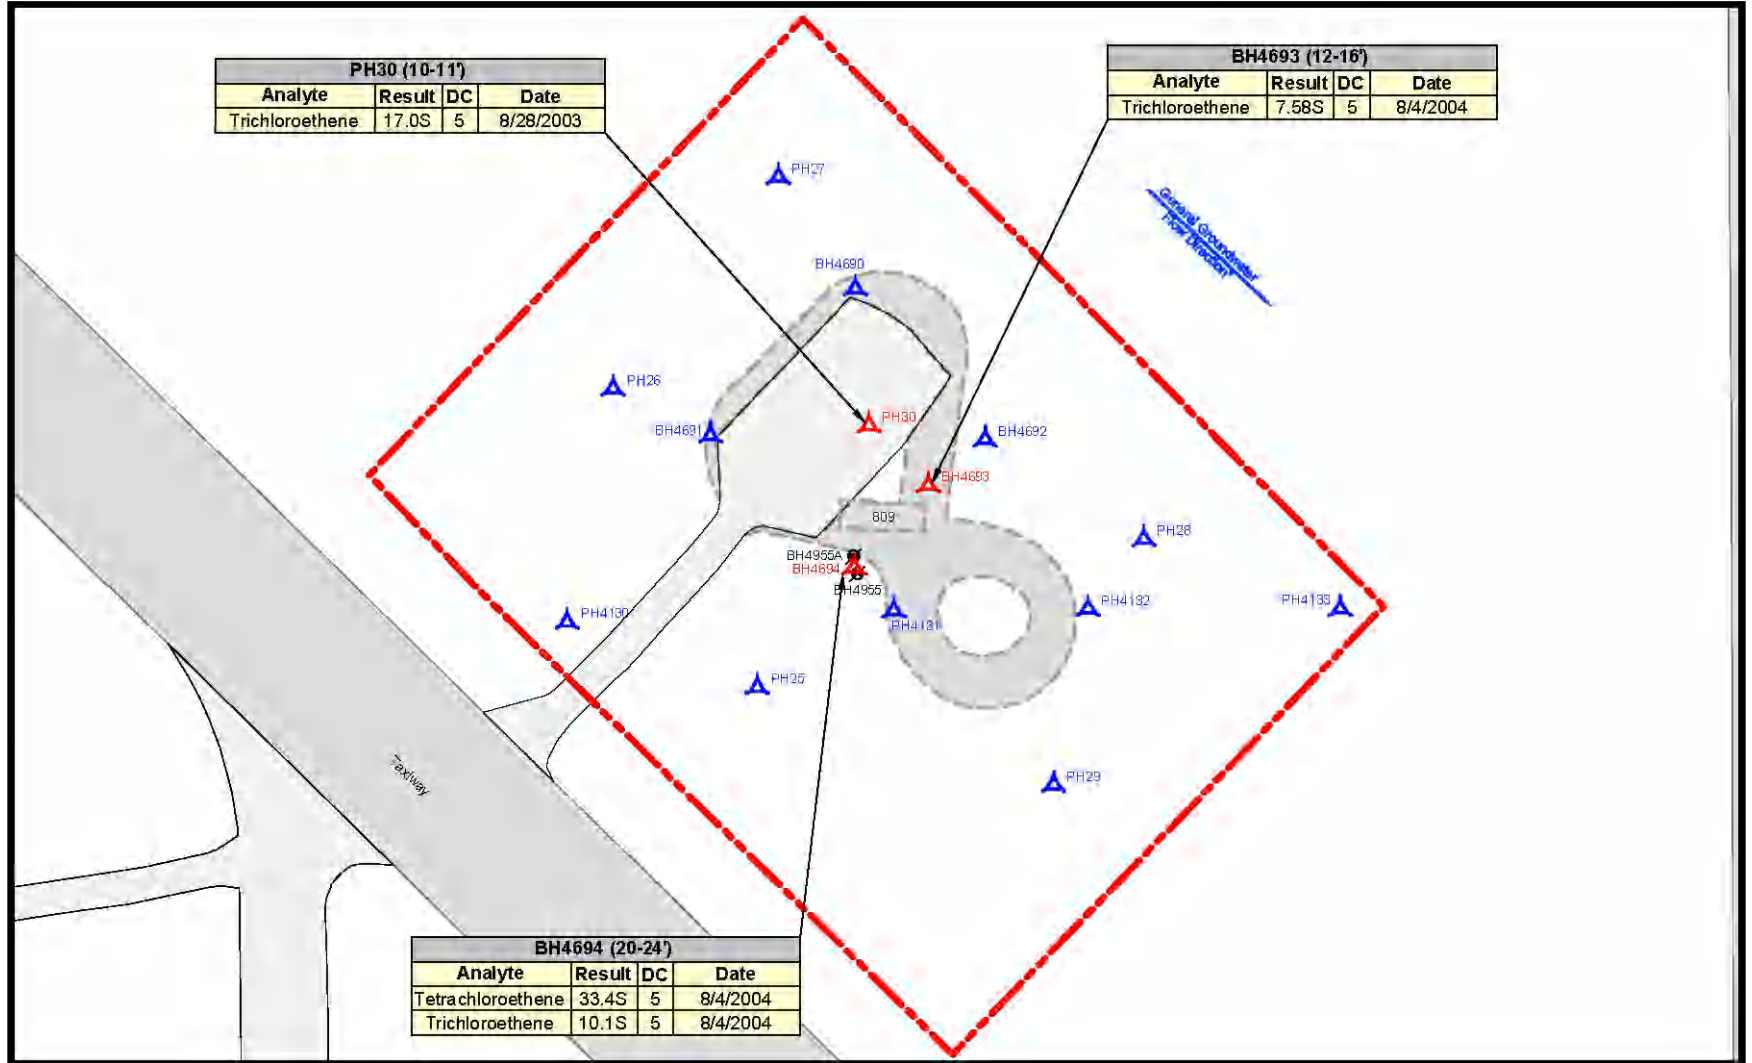 PH30 (10-11')
Analyte Result DC Date
Trichloroethene 17.0S 5 8/28/2003
BH4693 (12-16')
Analyte Result DC Date
Trichloroethene 7.58S 5 8/4/2004
PH27
General Groundwater
Flow Direction
BH4690
PH26
BH4691
PH30
BH4692
BH4693
809
PH28
BH4955A
BH4694
BH4955
PH4130
PH4131
PH4132
PH4133
PH25
PH29
Taxiway
BH4694 (20-24')
Analyte Result DC Date
Tetrachloroethene 33.4S 5 8/4/2004
Trichloroethene 10.1S 5 8/4/2004